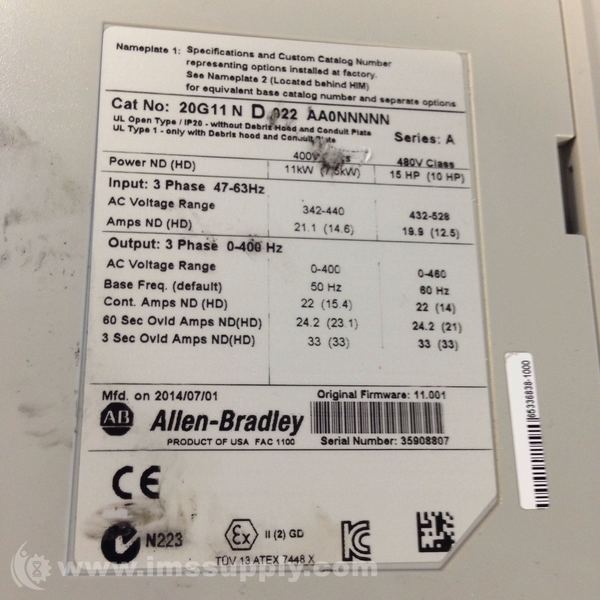 Nameplate 1: Specifications and Custom Catalog Number
representing options installed at factory.
See Nameplate 2 (Located behind HIM)
for equivalent base catalog number and separate options
Cat No: 20G11 N D 022 AA0NNNNN
UL Open Type / IP20 - without Debris Hood and Conduit Plate
UL Type 1 - only with Debris hood and Conduit Plate
Series: A
400V 480V Class
Power ND (HD) 11kW (7.5kW) 15 HP (10 HP)
Input: 3 Phase 47-63Hz
AC Voltage Range 342-440 432-528
Amps ND (HD) 21.1 (14.6) 19.9 (12.5)
Output: 3 Phase 0-400 Hz
AC Voltage Range 0-400 0-460
Base Freq. (default) 50 Hz 60 Hz
Cont. Amps ND (HD) 22 (15.4) 22 (14)
60 Sec Ovld Amps ND(HD) 24.2 (23.1) 24.2 (21)
3 Sec Ovld Amps ND(HD) 33 (33) 33 (33)
Mfd. on 2014/07/01 Original Firmware: 11.001
AB Allen-Bradley
PRODUCT OF USA FAC 1100 Serial Number: 35908807
CE
N223
Ex II (2) GD
TÜV 13 ATEX 7448 X
65336838-1000
www.imssupply.com